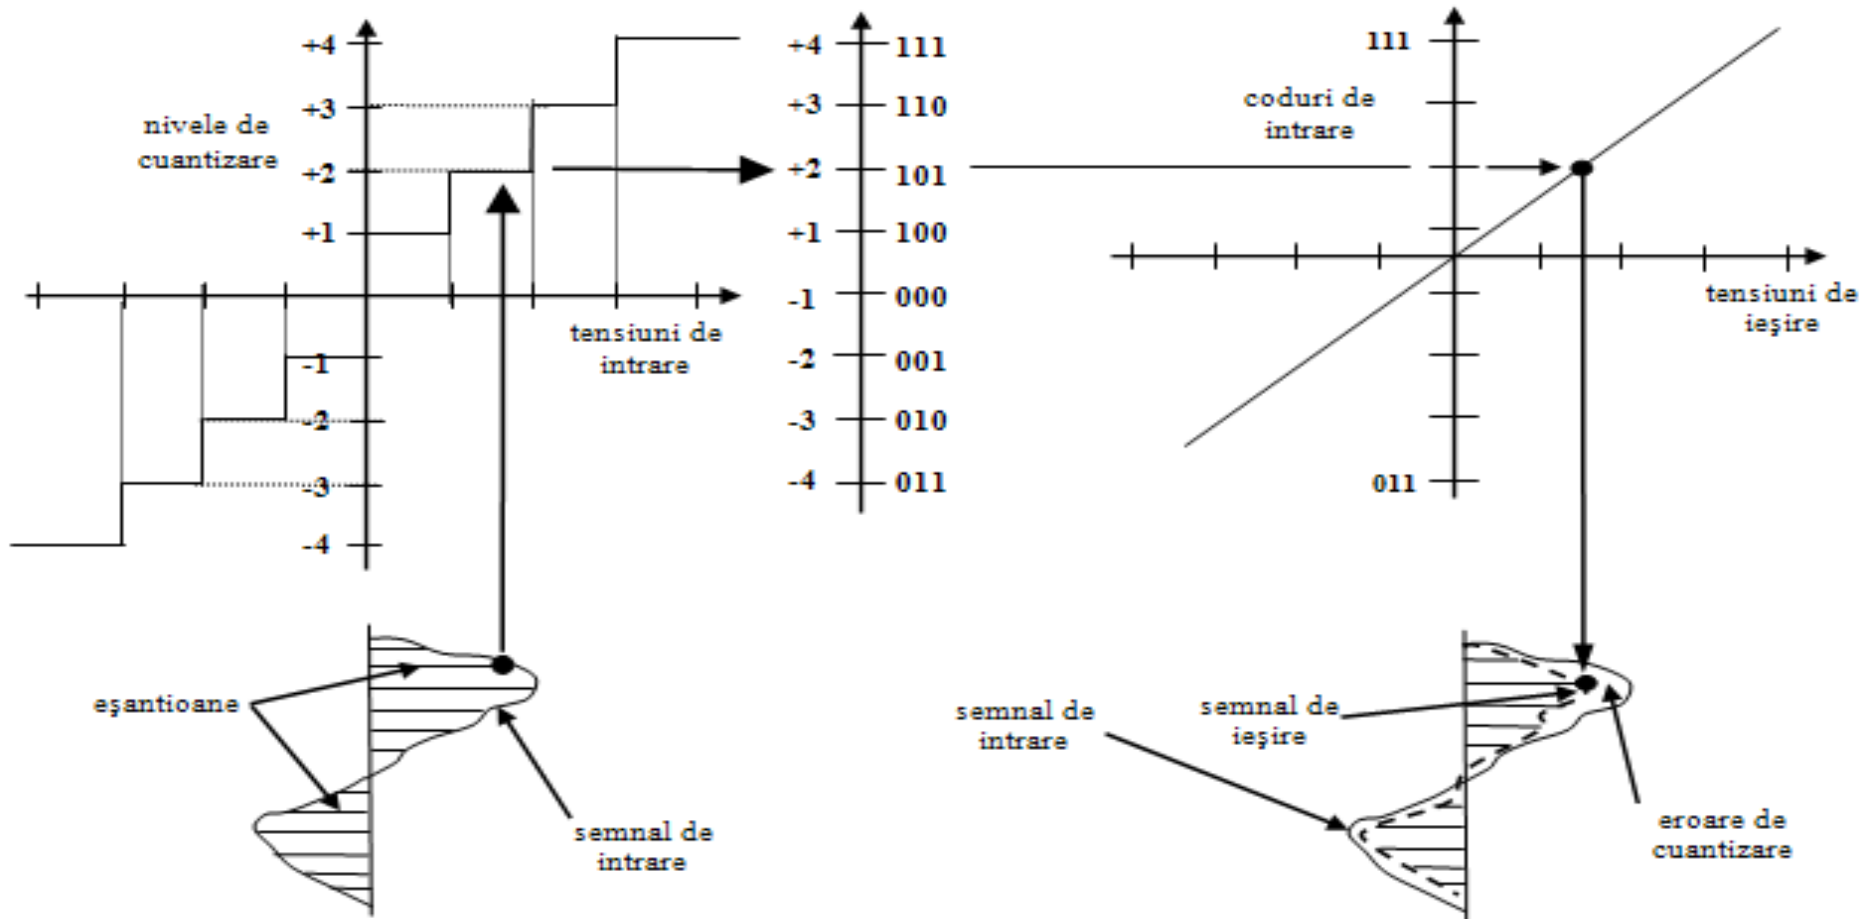 +4
+3
nivele de
cuantizare
+2
+1
tensiuni de
intrare
-1
-2
-3
-4
+4 111
+3 110
+2 101
+1 100
-1 000
-2 001
-3 010
-4 011
111
coduri de
intrare
tensiuni de
ieşire
011
eşantioane
semnal de
intrare
semnal de
intrare
semnal de
ieşire
eroare de
cuantizare